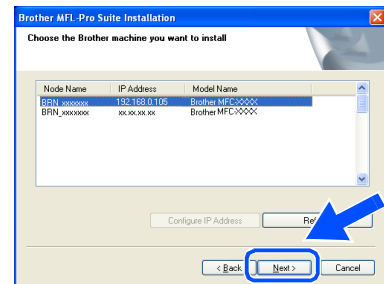 Brother MFL-Pro Suite Installation
Choose the Brother machine you want to install
Node Name IP Address Model Name
BRN_xxxxxxx 192.168.0.105 Brother MFC-XXXX
BRN_xxxxxxx xx.xx.xx.xx Brother MFC-XXXX
Configure IP Address
< Back Next > Cancel